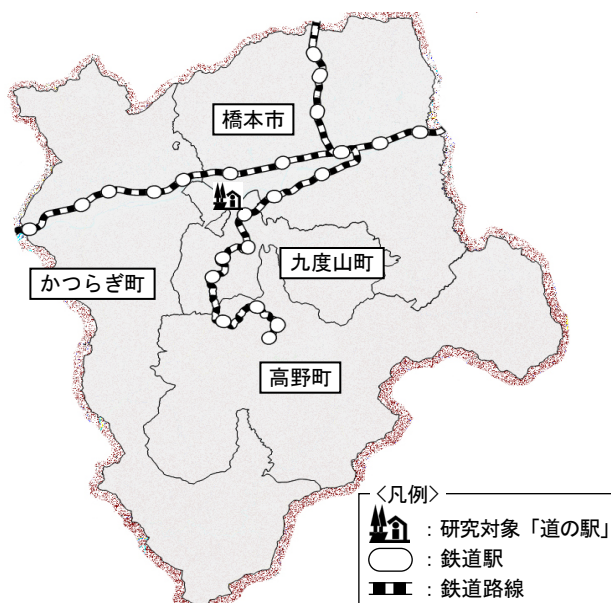 橋本市
九度山町
かつらぎ町
高野町
〈凡例〉
：研究対象「道の駅」
：鉄道駅
：鉄道路線